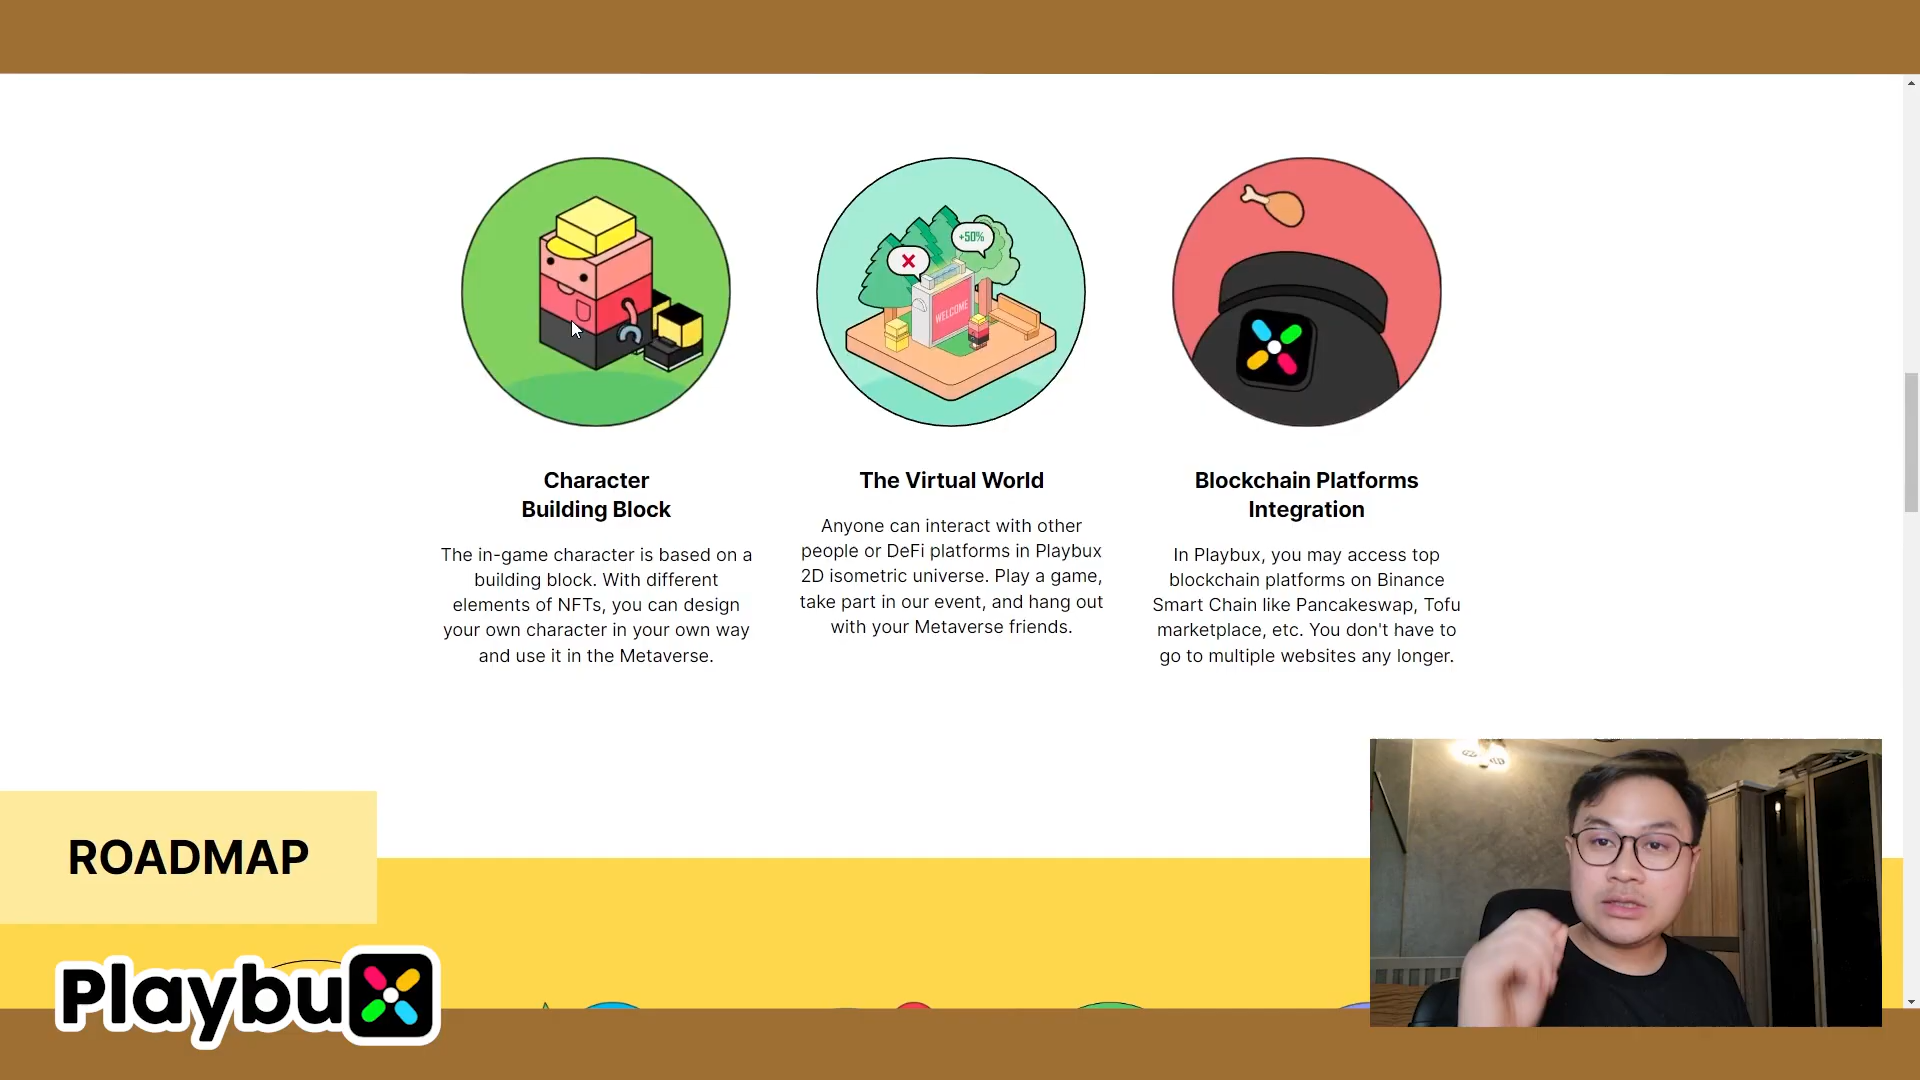 +50%
WELCOME
Character
Building Block
The in-game character is based on a
building block. With different
elements of NFTs, you can design
your own character in your own way
and use it in the Metaverse.
The Virtual World
Anyone can interact with other
people or DeFi platforms in Playbux
2D isometric universe. Play a game,
take part in our event, and hang out
with your Metaverse friends.
Blockchain Platforms
Integration
In Playbux, you may access top
blockchain platforms on Binance
Smart Chain like Pancakeswap, Tofu
marketplace, etc. You don't have to
go to multiple websites any longer.
ROADMAP
Playbux